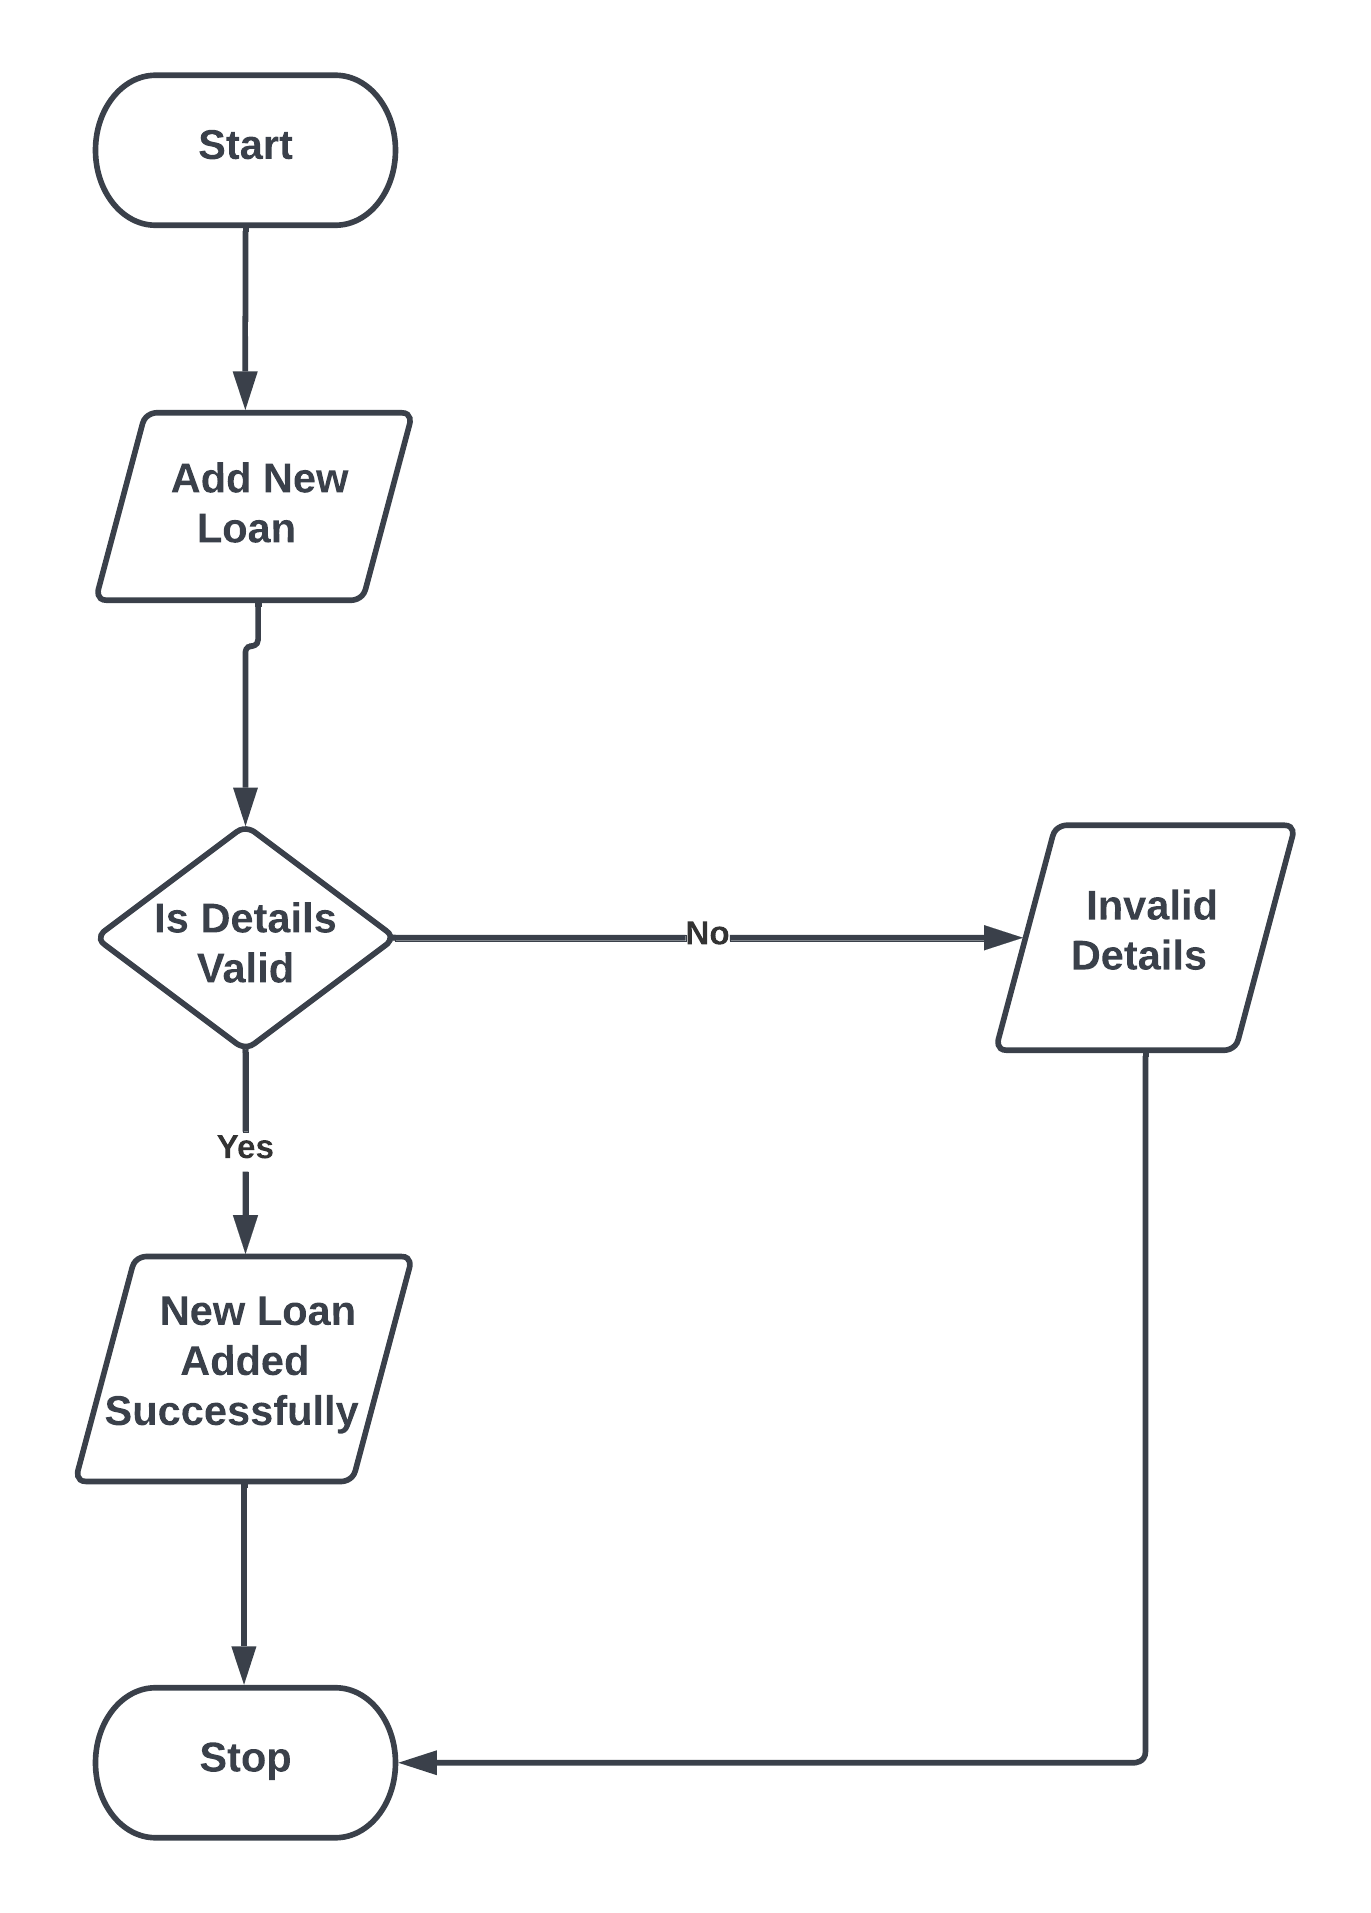 Start
Add New
Loan
Is Details
Valid
No
Invalid
Details
Yes
New Loan
Added
Successfully
Stop